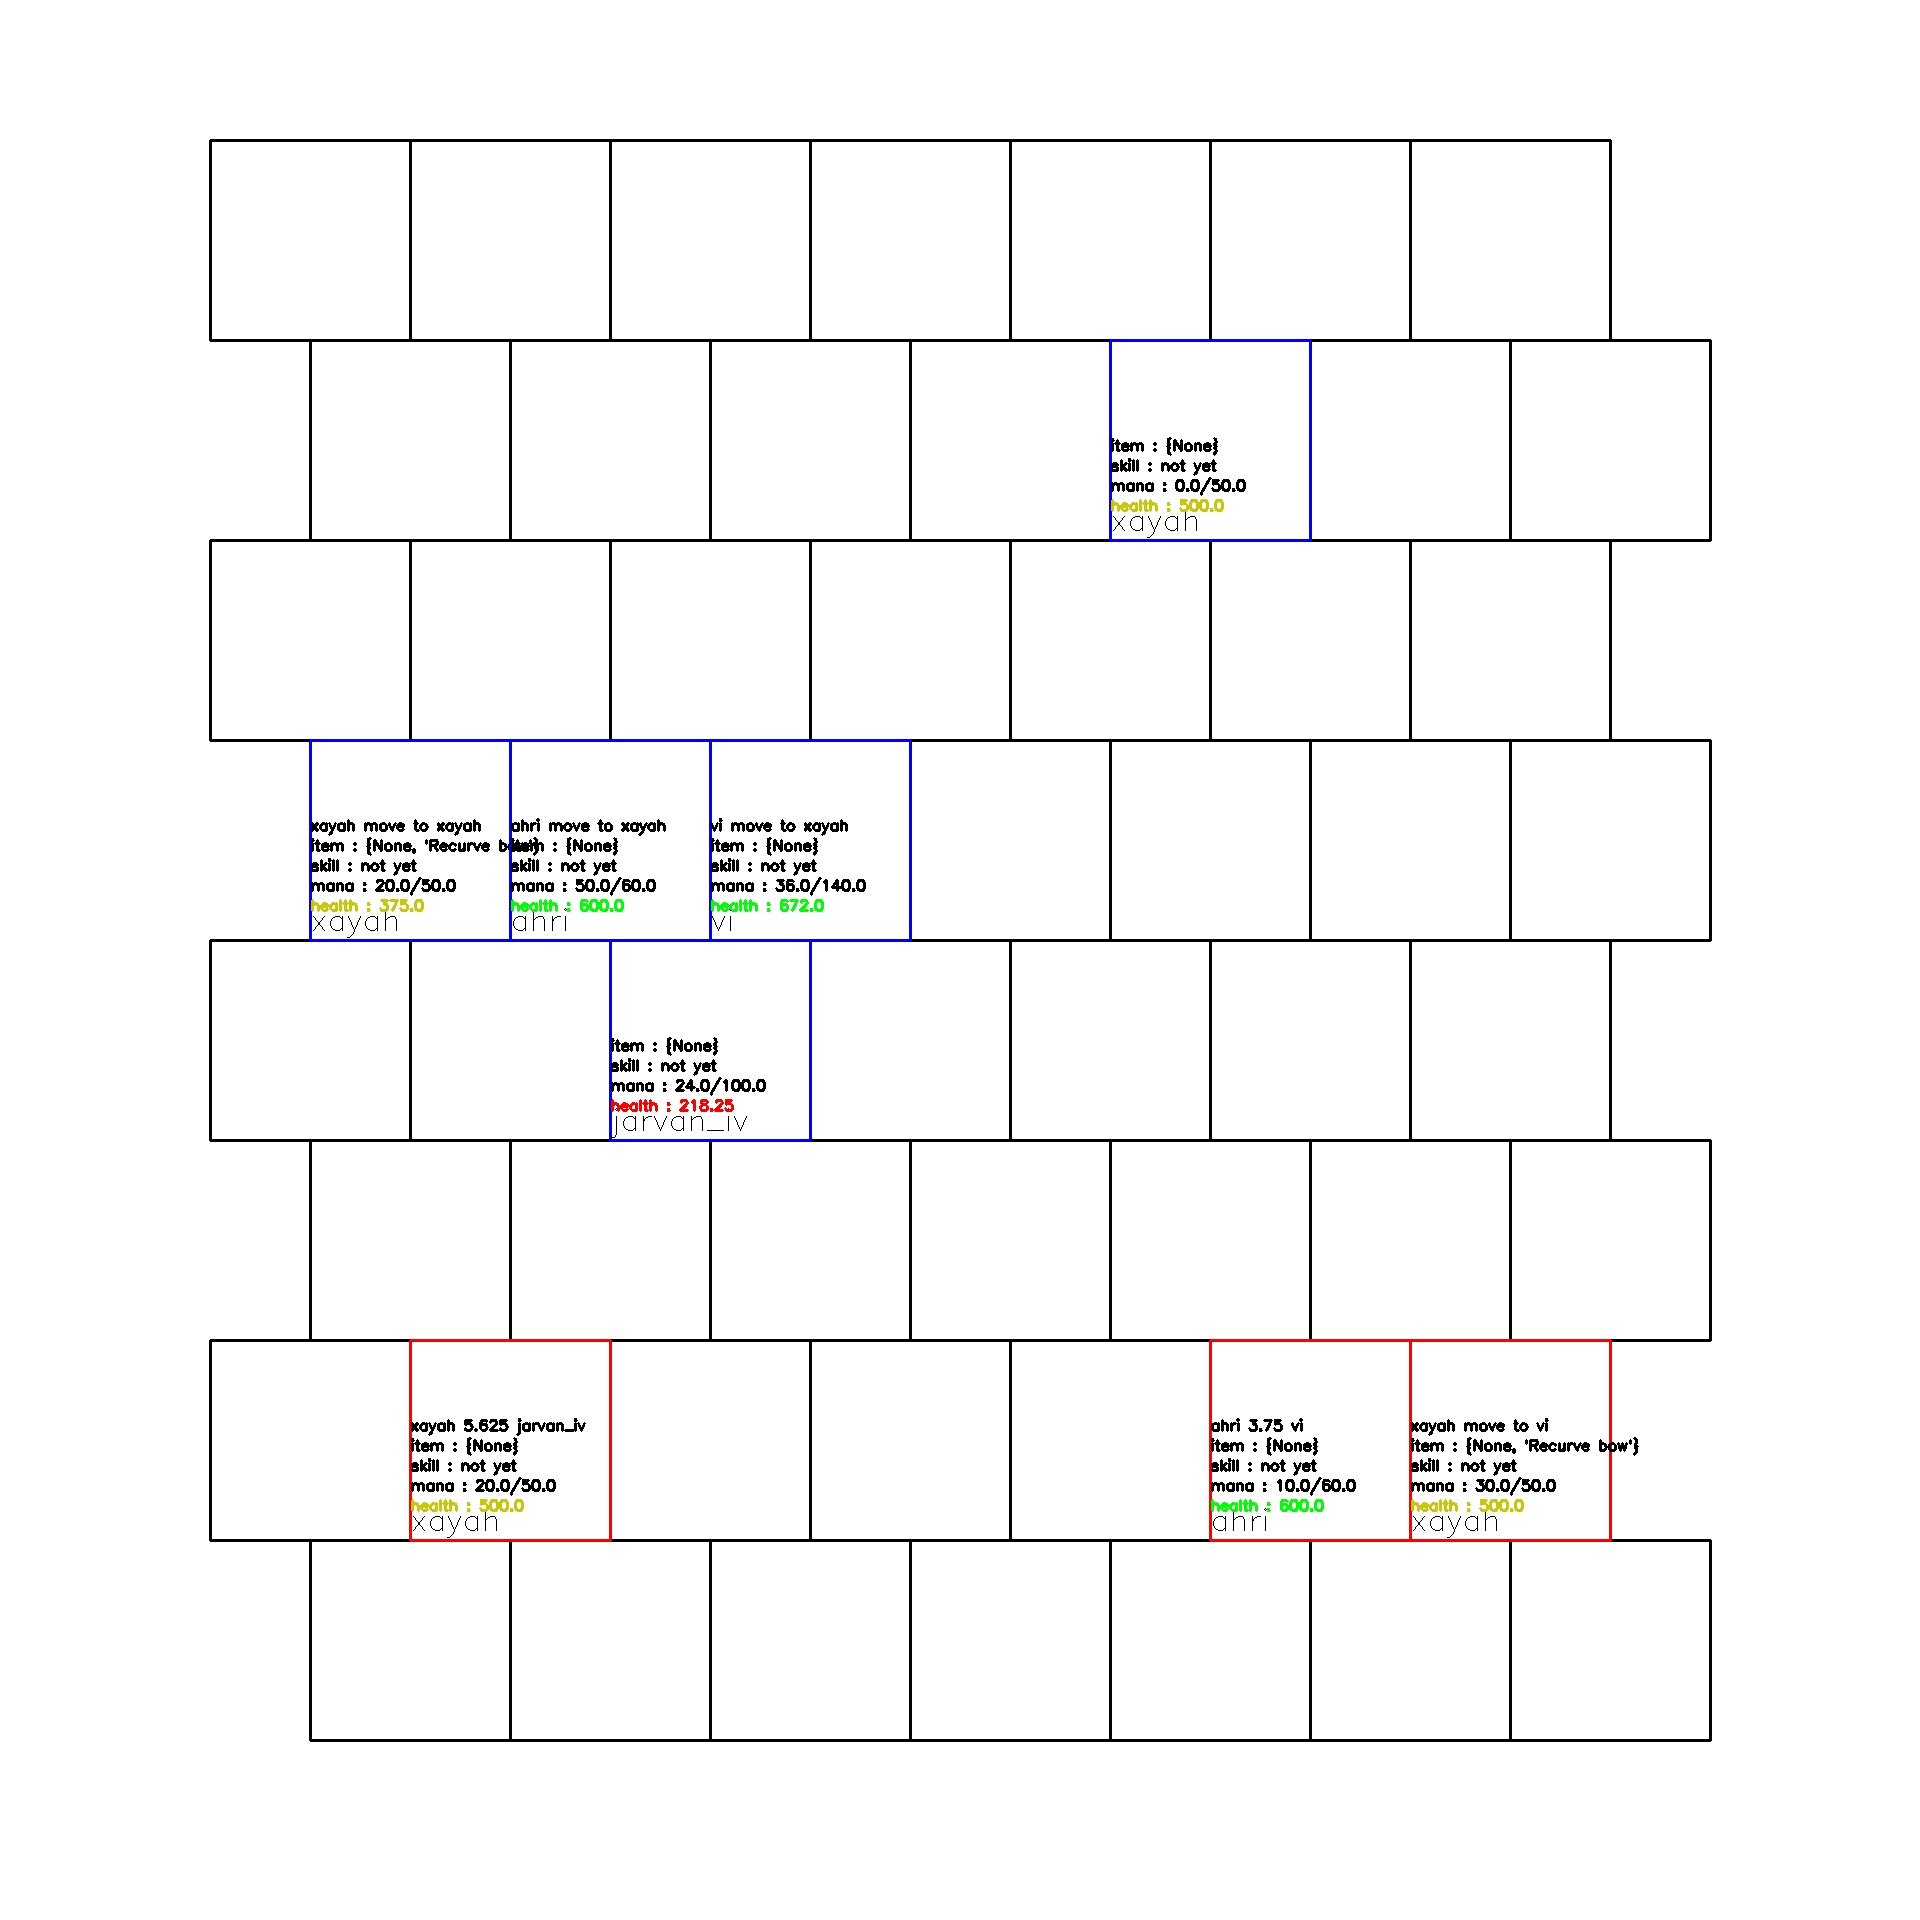 item : {None}
skill : not yet
mana : 0.0/50.0
health : 500.0
xayah
xayah move to xayah
item : {None, 'Recurve bow'}
skill : not yet
mana : 20.0/50.0
health : 375.0
xayah
ahri move to xayah
item : {None}
skill : not yet
mana : 50.0/60.0
health : 600.0
ahri
vi move to xayah
item : {None}
skill : not yet
mana : 36.0/140.0
health : 672.0
vi
item : {None}
skill : not yet
mana : 24.0/100.0
health : 218.25
jarvan_iv
xayah 5.625 jarvan_iv
item : {None}
skill : not yet
mana : 20.0/50.0
health : 500.0
xayah
ahri 3.75 vi
item : {None}
skill : not yet
mana : 10.0/60.0
health : 600.0
ahri
xayah move to vi
item : {None, 'Recurve bow'}
skill : not yet
mana : 30.0/50.0
health : 500.0
xayah